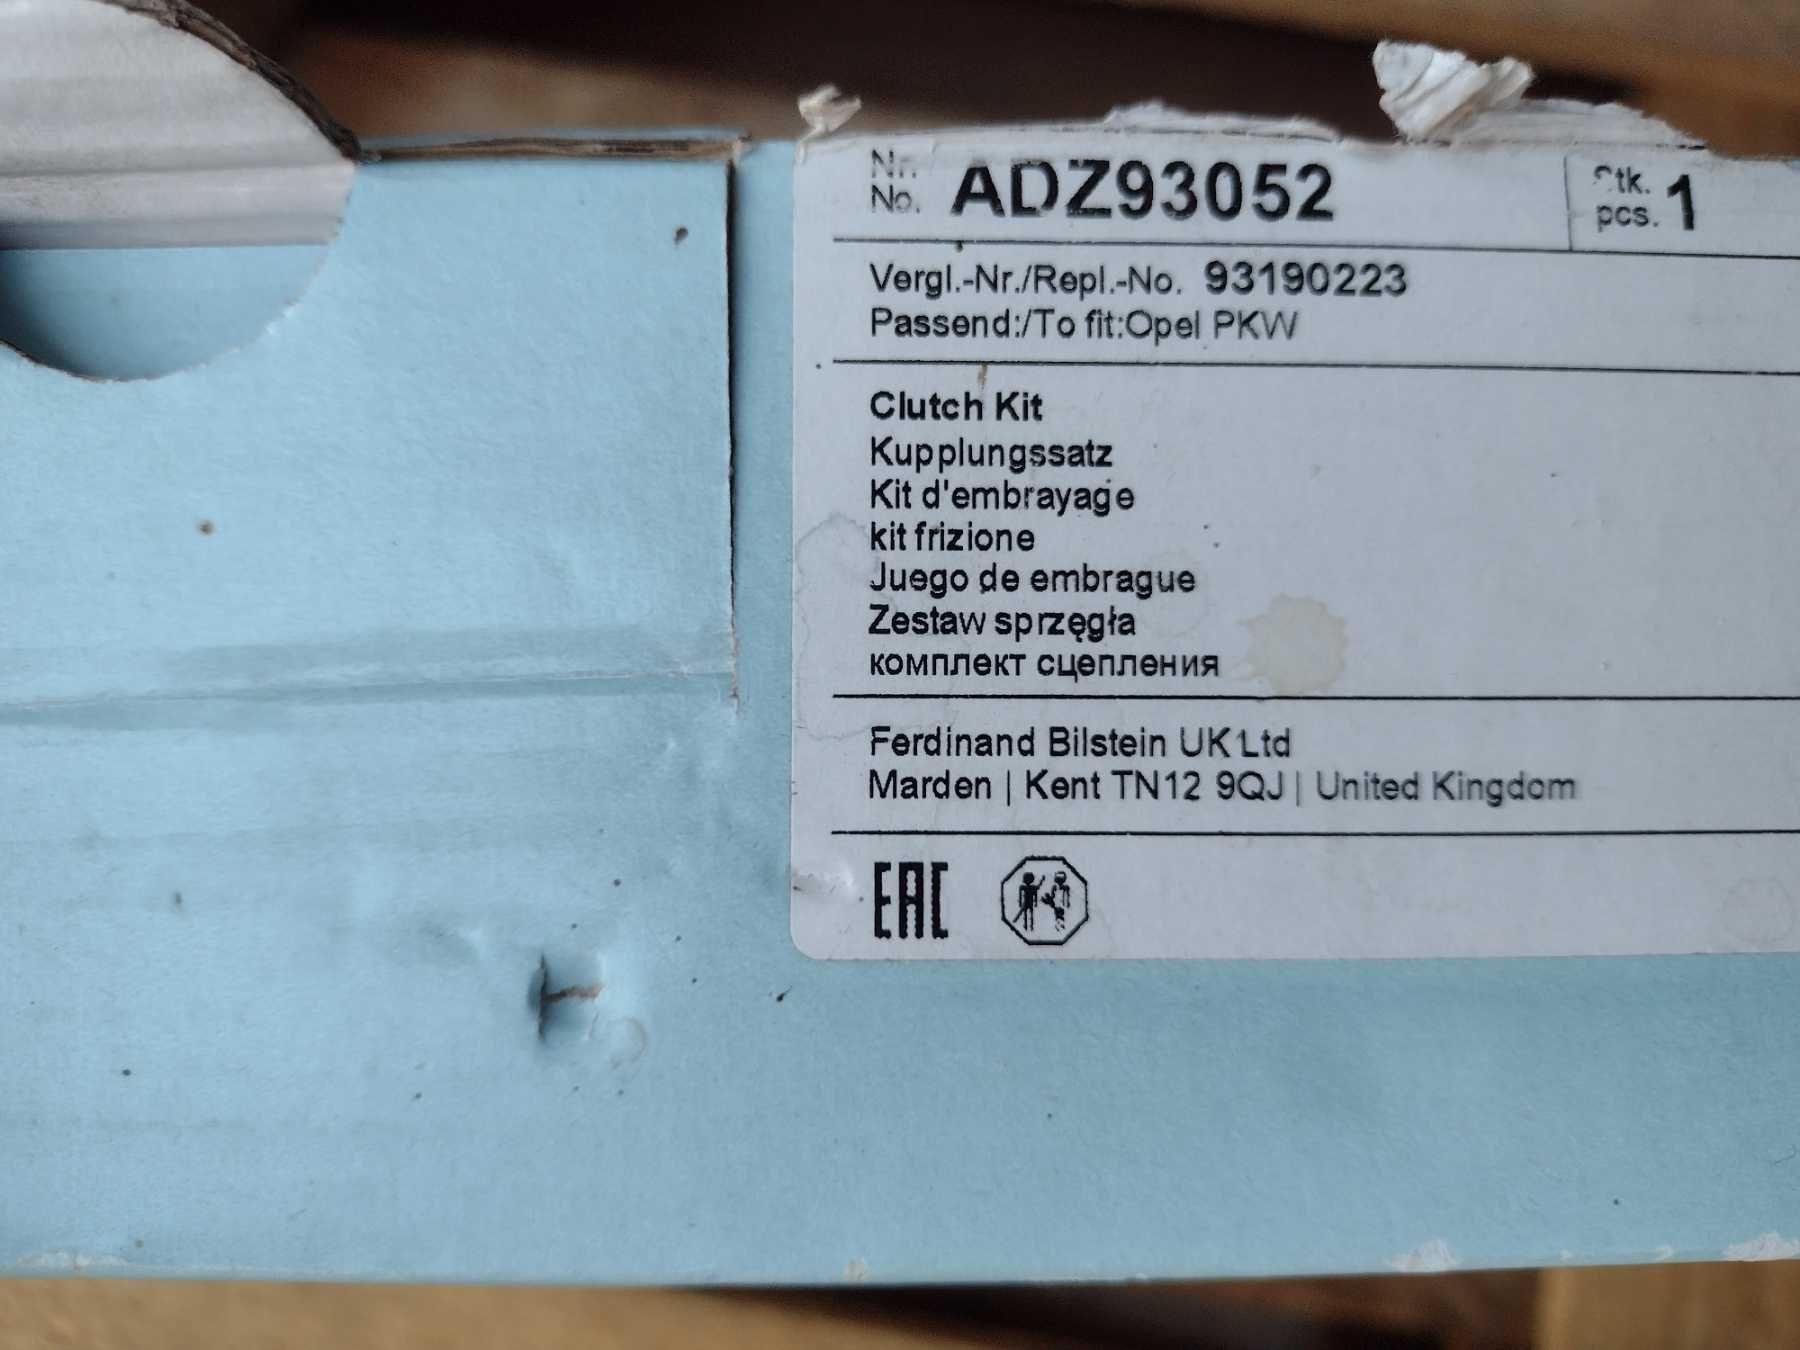 Nr. No. ADZ93052 Stk. pcs. 1
Vergl.-Nr./Repl.-No. 93190223
Passend:/To fit:Opel PKW
Clutch Kit
Kupplungssatz
Kit d'embrayage
kit frizione
Juego de embrague
Zestaw sprzęgła
комплект сцепления
Ferdinand Bilstein UK Ltd
Marden | Kent TN12 9QJ | United Kingdom
EAC